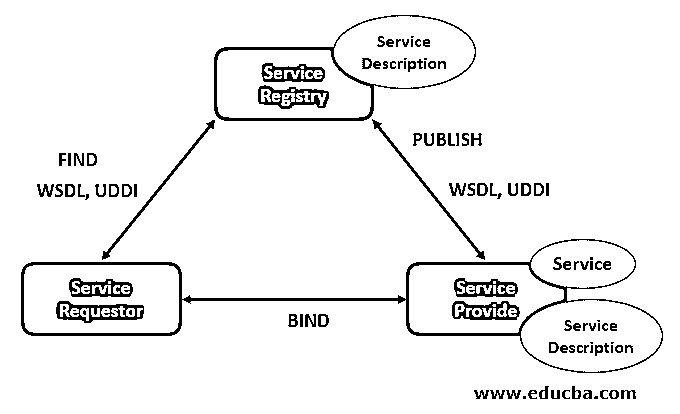 Service
Description
Service
Registry
FIND
WSDL, UDDI
PUBLISH
WSDL, UDDI
Service
Requestor
BIND
Service
Provide
Service
Service
Description
www.educba.com